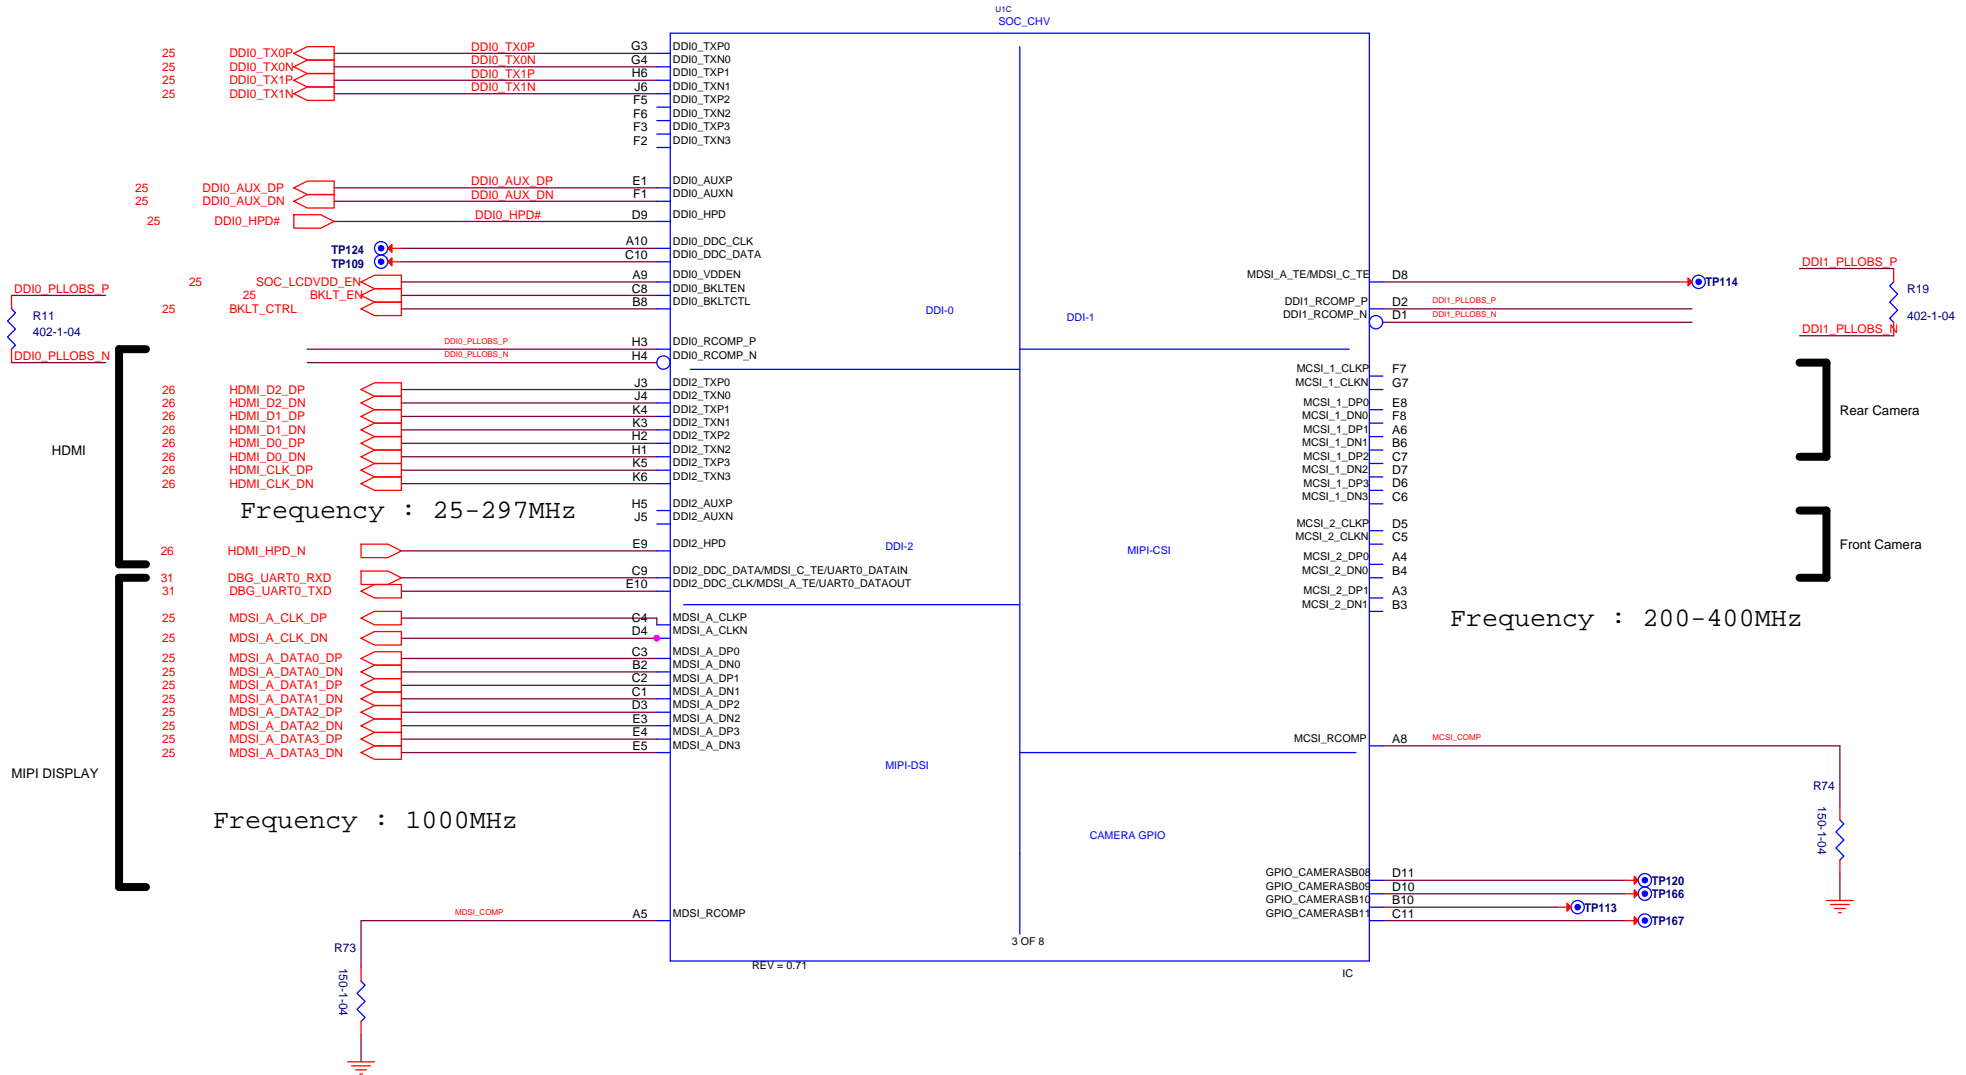 U1C
SOC_CHV
25 DDI0_TX0P DDI0_TX0P G3 DDI0_TXP0
25 DDI0_TX0N DDI0_TX0N G4 DDI0_TXN0
25 DDI0_TX1P DDI0_TX1P H6 DDI0_TXP1
25 DDI0_TX1N DDI0_TX1N J6 DDI0_TXN1
F5 DDI0_TXP2
F6 DDI0_TXN2
F3 DDI0_TXP3
F2 DDI0_TXN3
25 DDI0_AUX_DP DDI0_AUX_DP E1 DDI0_AUXP
25 DDI0_AUX_DN DDI0_AUX_DN F1 DDI0_AUXN
25 DDI0_HPD# DDI0_HPD# D9 DDI0_HPD
TP124 A10 DDI0_DDC_CLK
TP109 C10 DDI0_DDC_DATA
25 SOC_LCDVDD_EN A9 DDI0_VDDEN
25 BKLT_EN C8 DDI0_BKLTEN
25 BKLT_CTRL B8 DDI0_BKLTCTL
DDI0_PLLOBS_P
R11
402-1-04
DDI0_PLLOBS_N
DDI0_PLLOBS_P H3 DDI0_RCOMP_P
DDI0_PLLOBS_N H4 DDI0_RCOMP_N
DDI-0
DDI-1
MDSI_A_TE/MDSI_C_TE D8 TP114
DDI1_RCOMP_P D2 DDI1_PLLOBS_P
DDI1_RCOMP_N D1 DDI1_PLLOBS_N
DDI1_PLLOBS_P
R19
402-1-04
DDI1_PLLOBS_N
HDMI
26 HDMI_D2_DP J3 DDI2_TXP0
26 HDMI_D2_DN J4 DDI2_TXN0
26 HDMI_D1_DP K4 DDI2_TXP1
26 HDMI_D1_DN K3 DDI2_TXN1
26 HDMI_D0_DP H2 DDI2_TXP2
26 HDMI_D0_DN H1 DDI2_TXN2
26 HDMI_CLK_DP K5 DDI2_TXP3
26 HDMI_CLK_DN K6 DDI2_TXN3
Frequency : 25-297MHz
H5 DDI2_AUXP
J5 DDI2_AUXN
26 HDMI_HPD_N E9 DDI2_HPD
DDI-2
31 DBG_UART0_RXD C9 DDI2_DDC_DATA/MDSI_C_TE/UART0_DATAIN
31 DBG_UART0_TXD E10 DDI2_DDC_CLK/MDSI_A_TE/UART0_DATAOUT
MCSI_1_CLKP F7
MCSI_1_CLKN G7
MCSI_1_DP0 E8
MCSI_1_DN0 F8
MCSI_1_DP1 A6
MCSI_1_DN1 B6
MCSI_1_DP2 C7
MCSI_1_DN2 D7
MCSI_1_DP3 D6
MCSI_1_DN3 C6
Rear Camera
MIPI-CSI
MCSI_2_CLKP D5
MCSI_2_CLKN C5
MCSI_2_DP0 A4
MCSI_2_DN0 B4
MCSI_2_DP1 A3
MCSI_2_DN1 B3
Front Camera
Frequency : 200-400MHz
25 MDSI_A_CLK_DP C4 MDSI_A_CLKP
25 MDSI_A_CLK_DN D4 MDSI_A_CLKN
25 MDSI_A_DATA0_DP C3 MDSI_A_DP0
25 MDSI_A_DATA0_DN B2 MDSI_A_DN0
25 MDSI_A_DATA1_DP C2 MDSI_A_DP1
25 MDSI_A_DATA1_DN C1 MDSI_A_DN1
25 MDSI_A_DATA2_DP D3 MDSI_A_DP2
25 MDSI_A_DATA2_DN E3 MDSI_A_DN2
25 MDSI_A_DATA3_DP E4 MDSI_A_DP3
25 MDSI_A_DATA3_DN E5 MDSI_A_DN3
MIPI DISPLAY
MIPI-DSI
Frequency : 1000MHz
MCSI_RCOMP A8 MCSI_COMP
R74
150-1-04
CAMERA GPIO
GPIO_CAMERASB08 D11 TP120
GPIO_CAMERASB09 D10 TP166
GPIO_CAMERASB10 B10 TP113
GPIO_CAMERASB11 C11 TP167
MDSI_COMP A5 MDSI_RCOMP
R73
150-1-04
3 OF 8
REV = 0.71
IC